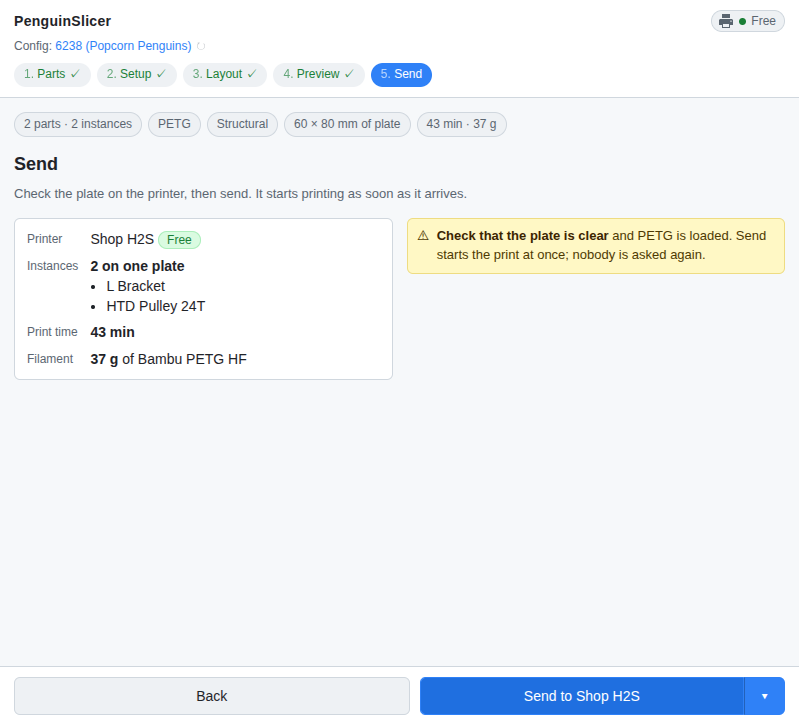 PenguinSlicer
Free
Config: 6238 (Popcorn Penguins)
1. Parts ✓
2. Setup ✓
3. Layout ✓
4. Preview ✓
5. Send
2 parts · 2 instances
PETG
Structural
60 × 80 mm of plate
43 min · 37 g
Send
Check the plate on the printer, then send. It starts printing as soon as it arrives.
Printer Shop H2S Free
Instances 2 on one plate
• L Bracket
• HTD Pulley 24T
Print time 43 min
Filament 37 g of Bambu PETG HF
⚠ Check that the plate is clear and PETG is loaded. Send
starts the print at once; nobody is asked again.
Back
Send to Shop H2S